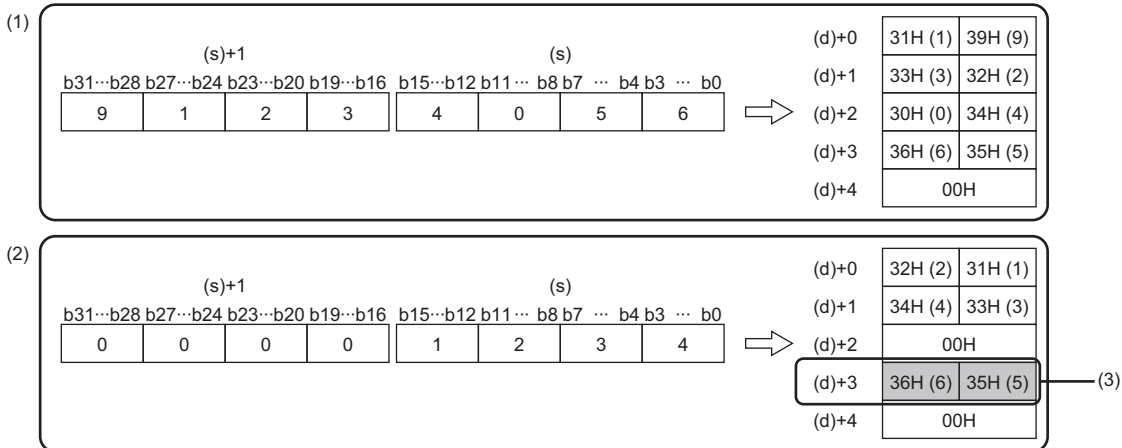 (1)
(s)+1 (s)
b31···b28 b27···b24 b23···b20 b19···b16 b15···b12 b11 ··· b8 b7 ··· b4 b3 ··· b0
9 1 2 3 4 0 5 6
(d)+0 31H (1) 39H (9)
(d)+1 33H (3) 32H (2)
(d)+2 30H (0) 34H (4)
(d)+3 36H (6) 35H (5)
(d)+4 00H
(2)
(s)+1 (s)
b31···b28 b27···b24 b23···b20 b19···b16 b15···b12 b11 ··· b8 b7 ··· b4 b3 ··· b0
0 0 0 0 1 2 3 4
(d)+0 32H (2) 31H (1)
(d)+1 34H (4) 33H (3)
(d)+2 00H
(d)+3 36H (6) 35H (5) (3)
(d)+4 00H